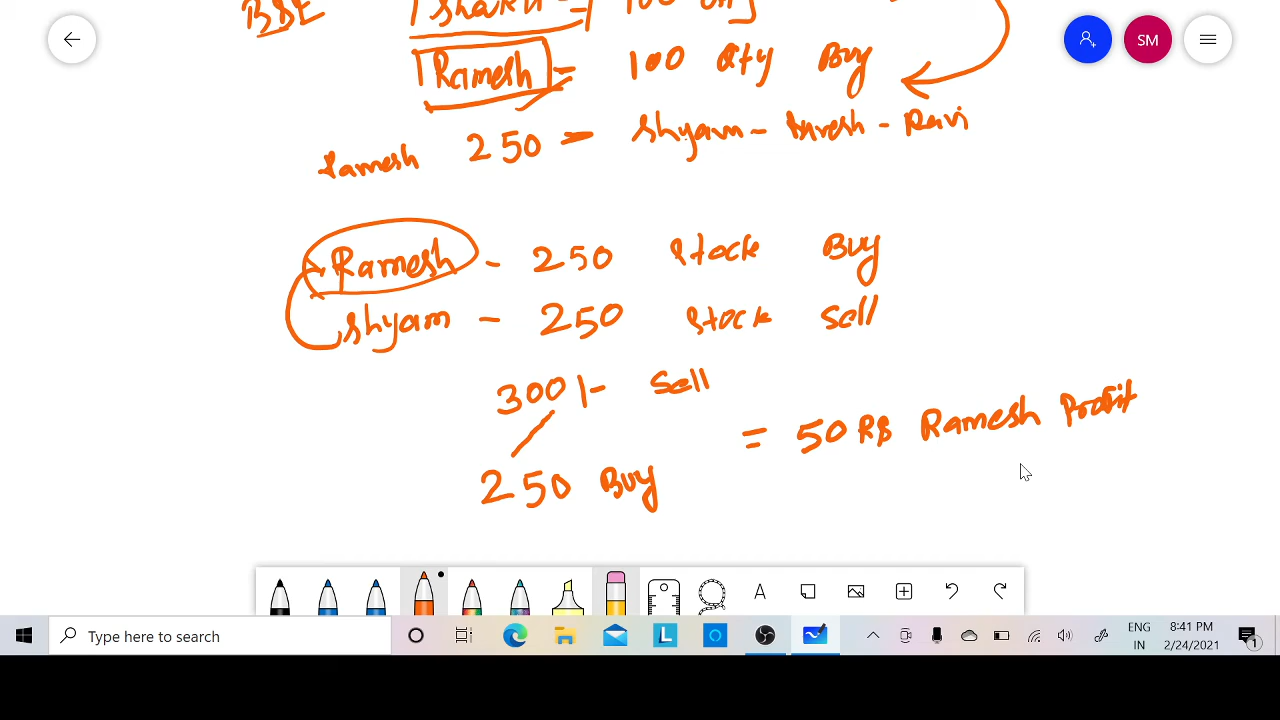 BSE
SM
Ramesh = 100 Qty Buy
Ramesh 250 - Shyam - - Ravi
Ramesh - 250 Stock Buy
Shyam - 250 Stock Sell
300/- Sell
= 50 RS Ramesh Profit
250 Buy
A
Type here to search
L
ENG
IN
8:41 PM
2/24/2021
1